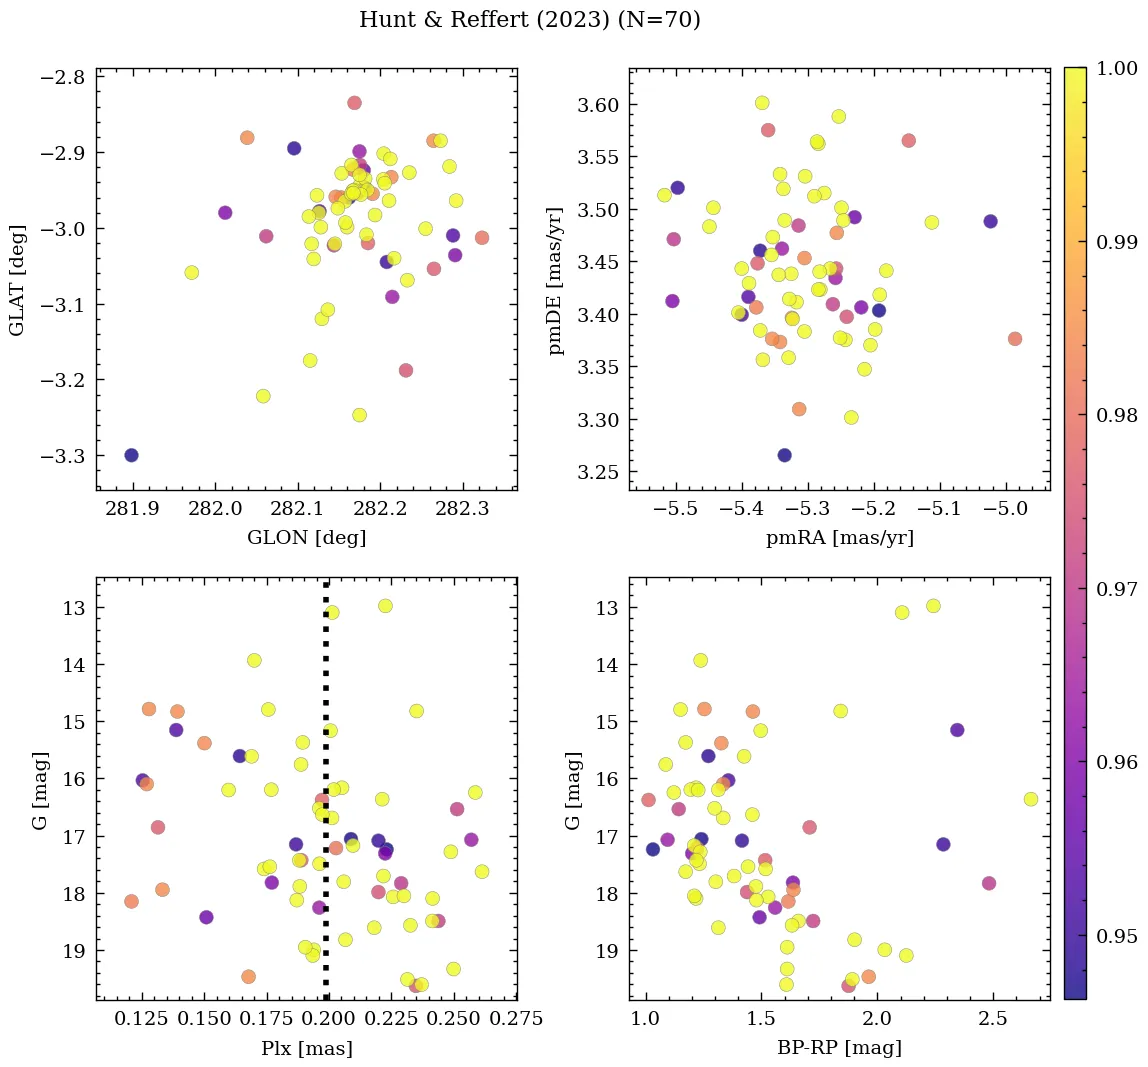 Hunt & Reffert (2023) (N=70)
−2.8
−2.9
−3.0
−3.1
−3.2
−3.3
GLAT [deg]
281.9 282.0 282.1 282.2 282.3
GLON [deg]
3.60
3.55
3.50
3.45
3.40
3.35
3.30
3.25
pmDE [mas/yr]
−5.5 −5.4 −5.3 −5.2 −5.1 −5.0
pmRA [mas/yr]
13
14
15
16
17
18
19
G [mag]
0.125 0.150 0.175 0.200 0.225 0.250 0.275
Plx [mas]
13
14
15
16
17
18
19
G [mag]
1.0 1.5 2.0 2.5
BP-RP [mag]
1.00
0.99
0.98
0.97
0.96
0.95